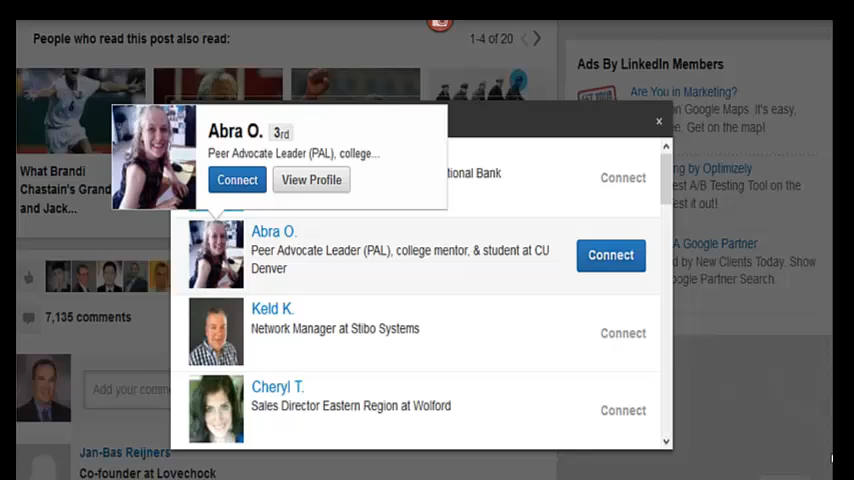 People who read this post also read:
1-4 of 20
Ads By LinkedIn Members
Are You in Marketing?
on Google Maps. It's easy,
e. Get on the map!
Abra O. 3rd
Peer Advocate Leader (PAL), college...
Connect View Profile
x
tional Bank
Connect
ng by Optimizely
est A/B Testing Tool on the
st it out!
What Brandi
Chastain's Grand
and Jack...
Abra O.
Peer Advocate Leader (PAL), college mentor, & student at CU
Denver
Connect
A Google Partner
d by New Clients Today. Show
ogle Partner Search.
7,135 comments
Keld K.
Network Manager at Stibo Systems
Connect
Add your comme
Cheryl T.
Sales Director Eastern Region at Wolford
Connect
Jan-Bas Reijners
Co-founder at Lovechock